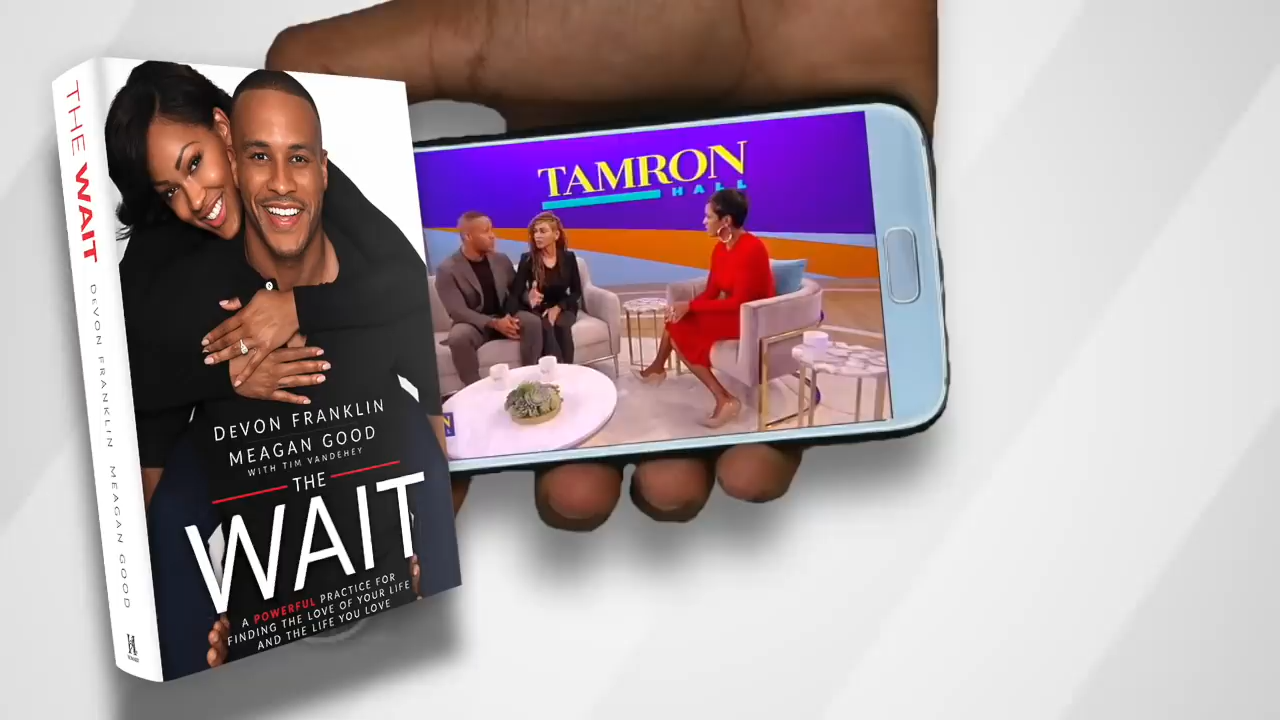 THE WAIT DEVON FRANKLIN MEAGAN GOOD
DEVON FRANKLIN
MEAGAN GOOD
WITH TIM VANDEHEY
THE
WAIT
A POWERFUL PRACTICE FOR
FINDING THE LOVE OF YOUR LIFE
AND THE LIFE YOU LOVE
TAMRON
HALL